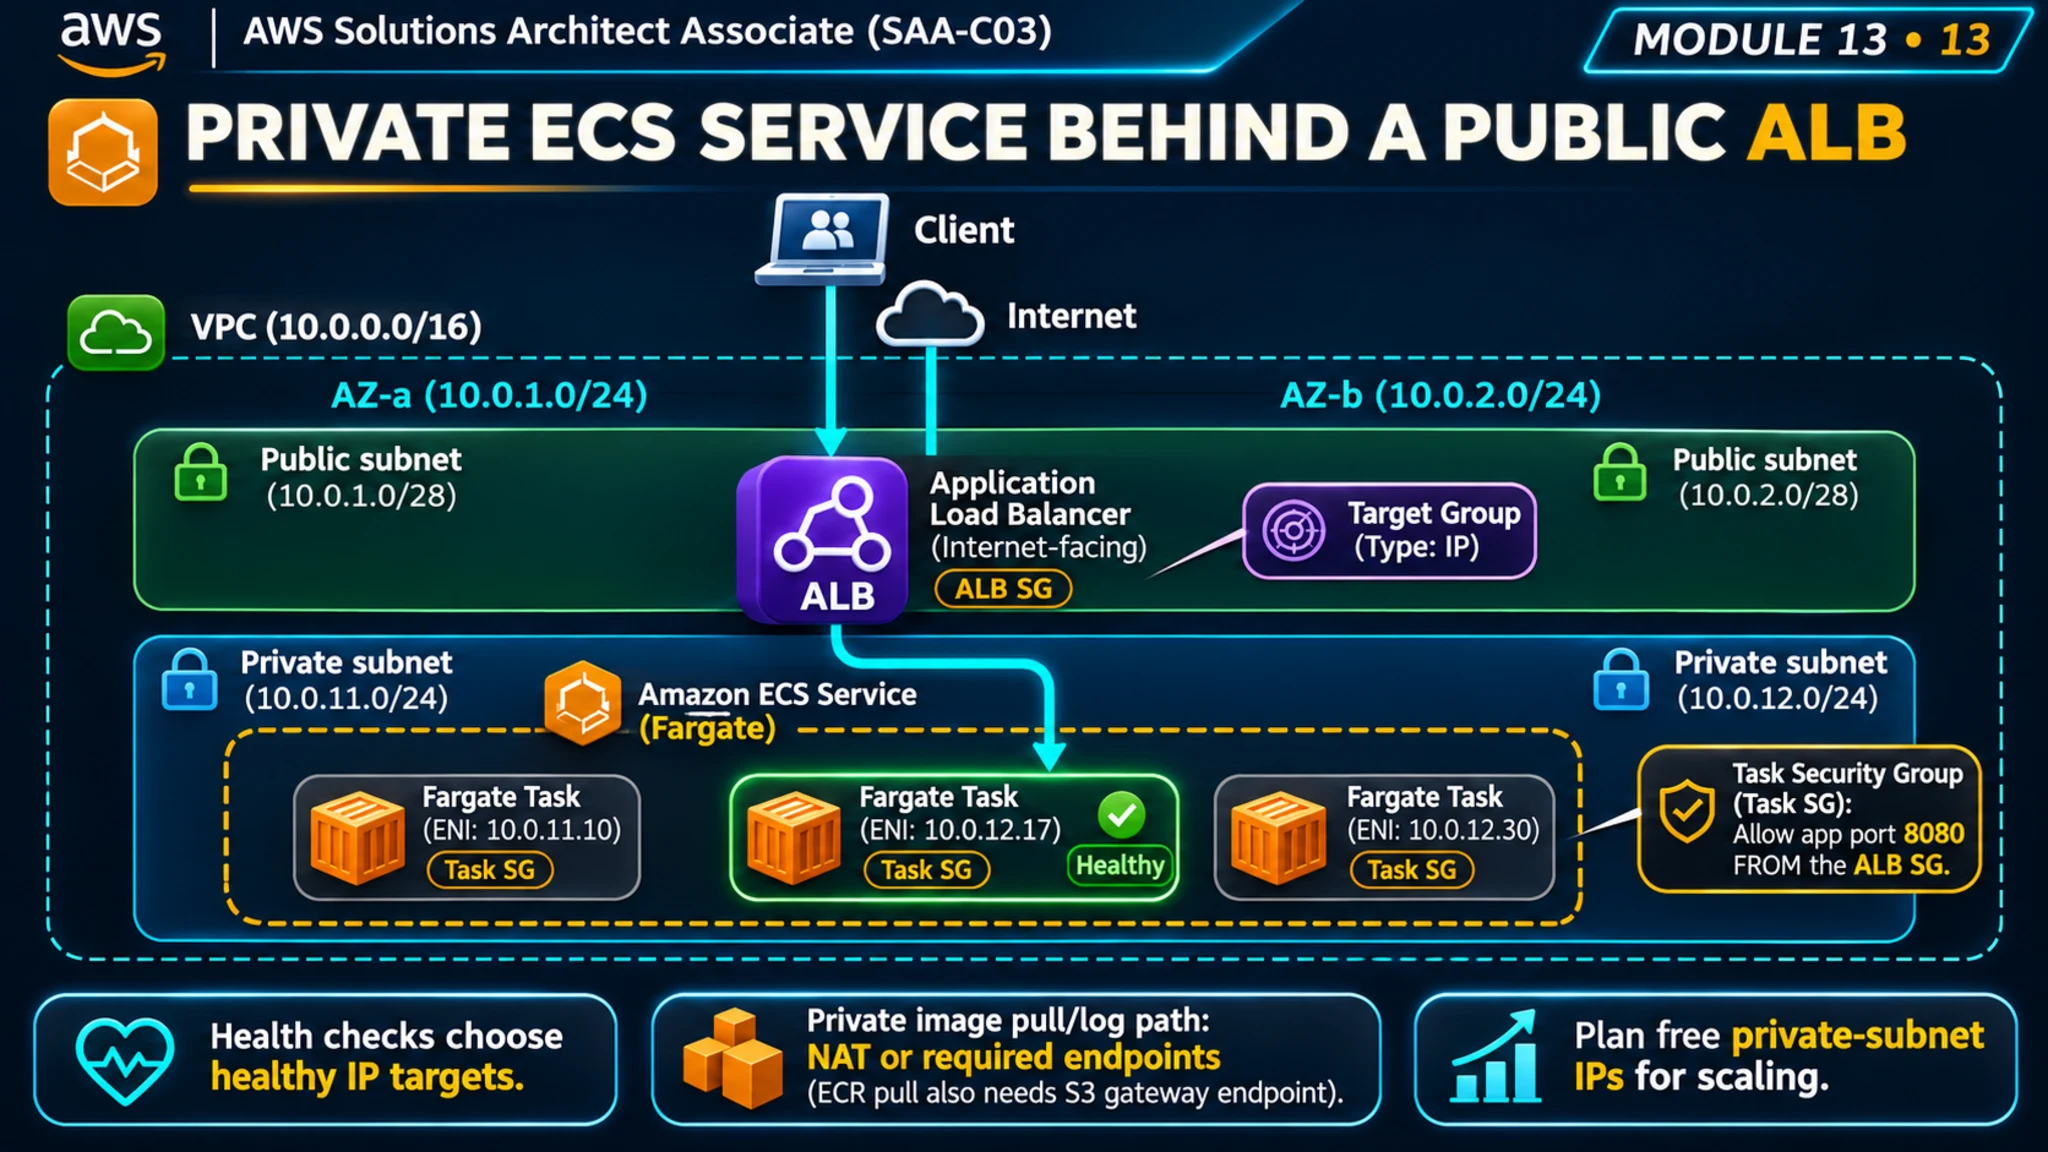 aws
AWS Solutions Architect Associate (SAA-C03)
MODULE 13 • 13
PRIVATE ECS SERVICE BEHIND A PUBLIC ALB
Client
Internet
VPC (10.0.0.0/16)
AZ-a (10.0.1.0/24)
AZ-b (10.0.2.0/24)
Public subnet
(10.0.1.0/28)
ALB
Application
Load Balancer
(Internet-facing)
ALB SG
Target Group
(Type: IP)
Public subnet
(10.0.2.0/28)
Private subnet
(10.0.11.0/24)
Amazon ECS Service
(Fargate)
Private subnet
(10.0.12.0/24)
Fargate Task
(ENI: 10.0.11.10)
Task SG
Fargate Task
(ENI: 10.0.12.17)
Task SG
Healthy
Fargate Task
(ENI: 10.0.12.30)
Task SG
Task Security Group
(Task SG):
Allow app port 8080
FROM the ALB SG.
Health checks choose
healthy IP targets.
Private image pull/log path:
NAT or required endpoints
(ECR pull also needs S3 gateway endpoint).
Plan free private-subnet
IPs for scaling.